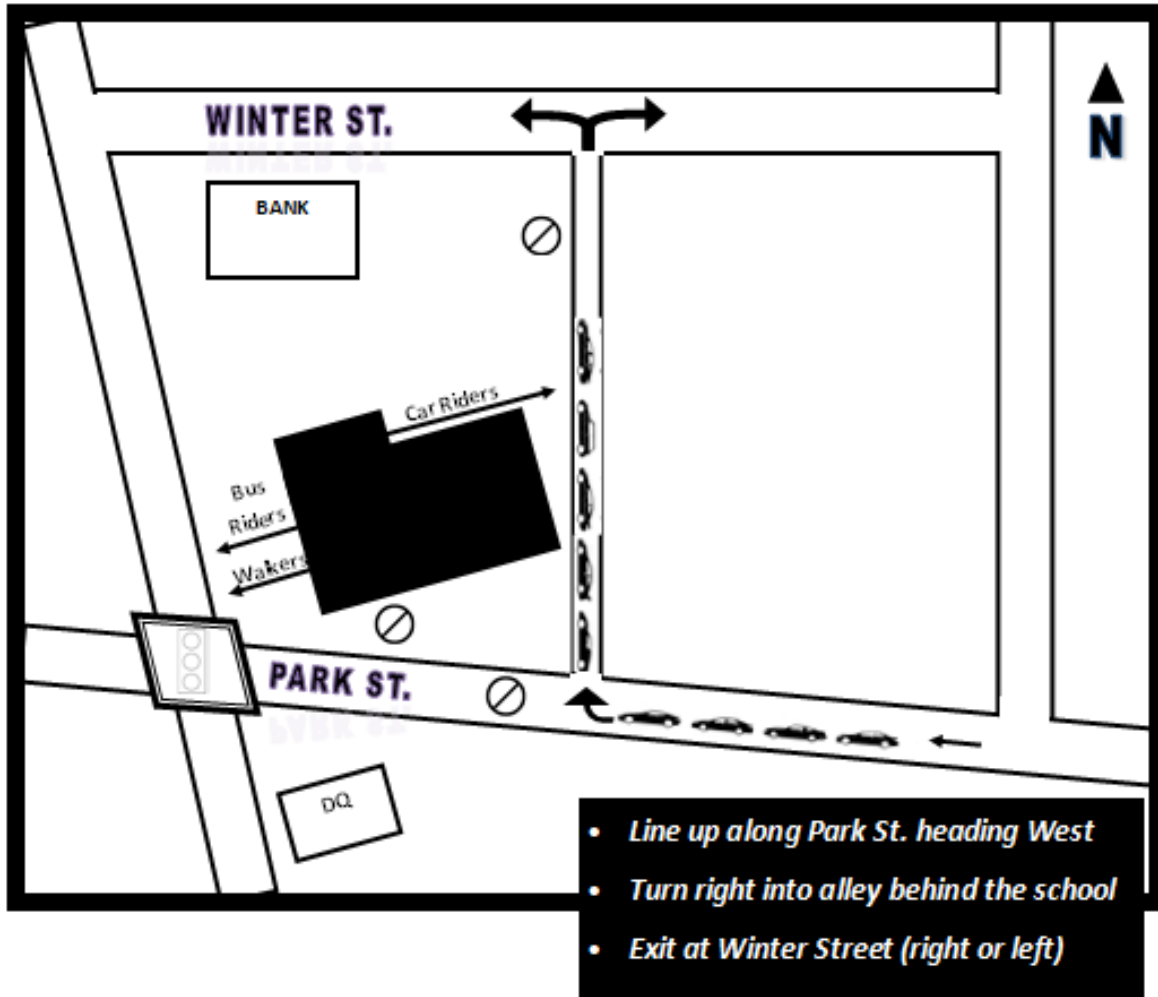 WINTER ST.
N
BANK
Car Riders
Bus
Riders
Wakers
PARK ST.
DQ
• Line up along Park St. heading West
• Turn right into alley behind the school
• Exit at Winter Street (right or left)